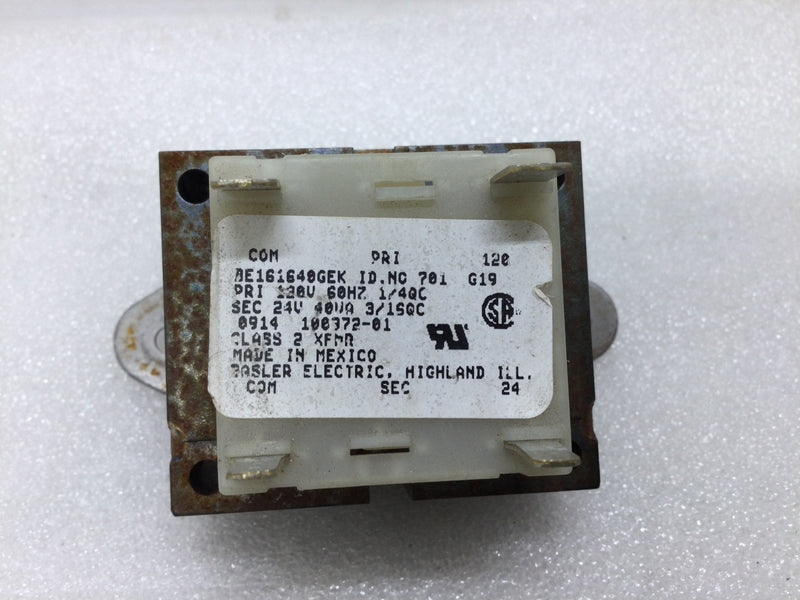 COM PRI 120
BE161640GEK ID.NO 701 G19
PRI 120V 60HZ 1/4QC
SEC 24V 40VA 3/16QC
0914 100372-01
CLASS 2 XFMR
MADE IN MEXICO
BASLER ELECTRIC, HIGHLAND ILL.
COM SEC 24